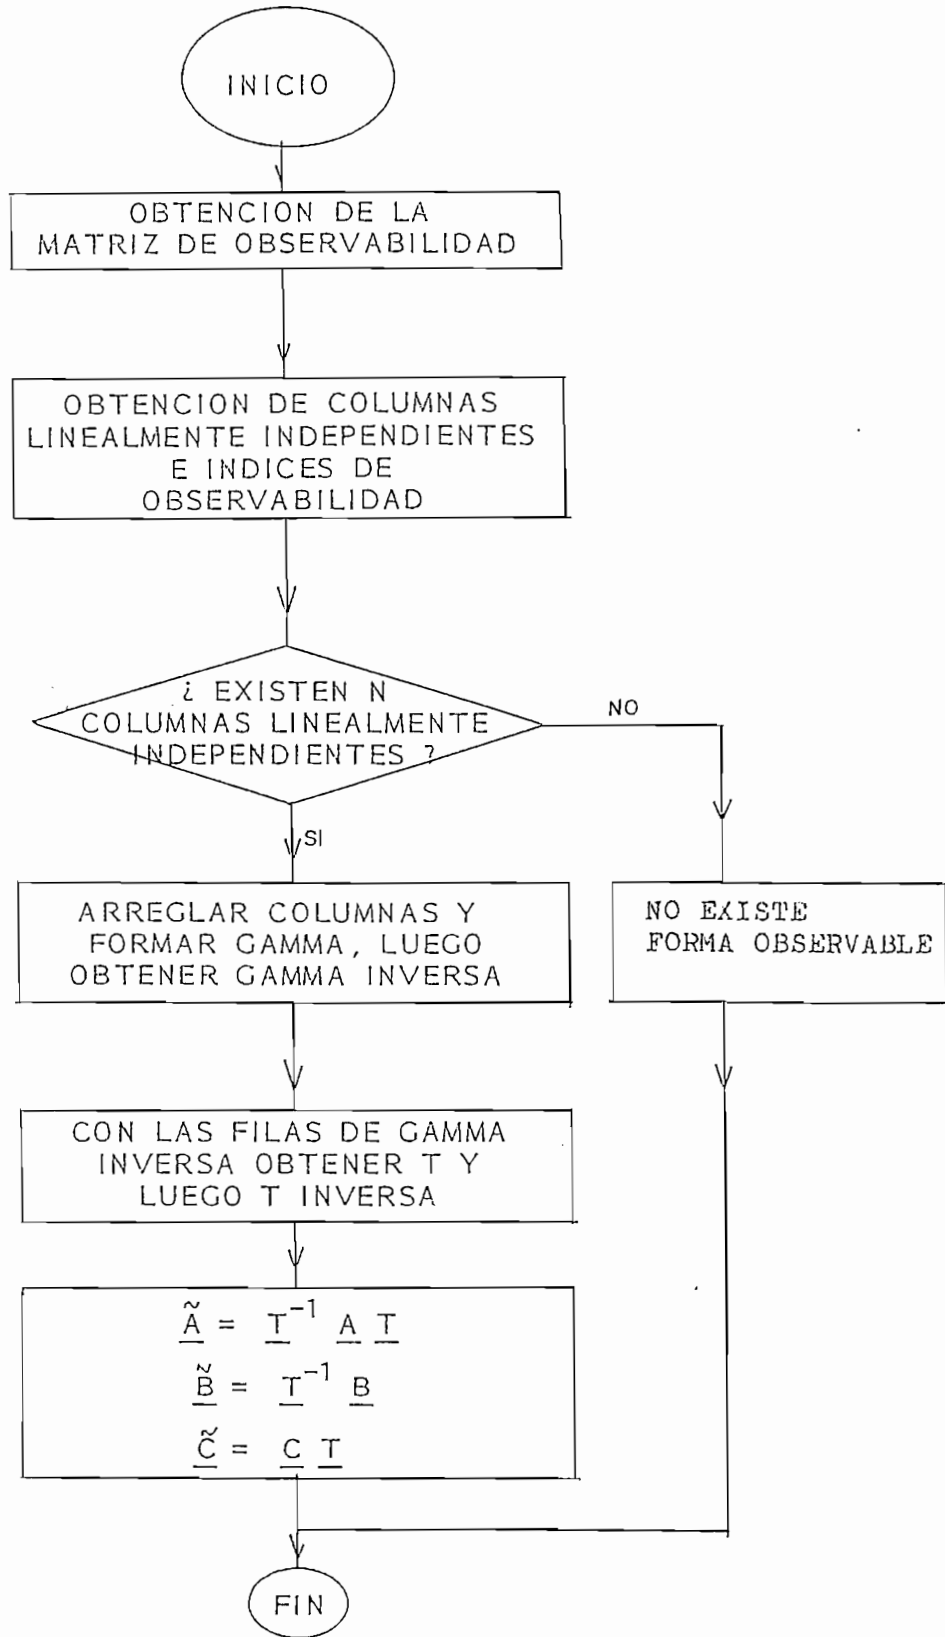 INICIO
OBTENCION DE LA
MATRIZ DE OBSERVABILIDAD
OBTENCION DE COLUMNAS
LINEALMENTE INDEPENDIENTES
E INDICES DE
OBSERVABILIDAD
¿ EXISTEN N
COLUMNAS LINEALMENTE
INDEPENDIENTES ?
NO
SI
ARREGLAR COLUMNAS Y
FORMAR GAMMA, LUEGO
OBTENER GAMMA INVERSA
NO EXISTE
FORMA OBSERVABLE
CON LAS FILAS DE GAMMA
INVERSA OBTENER T Y
LUEGO T INVERSA
Ã = T⁻¹ A T
B̃ = T⁻¹ B
C̃ = C T
FIN